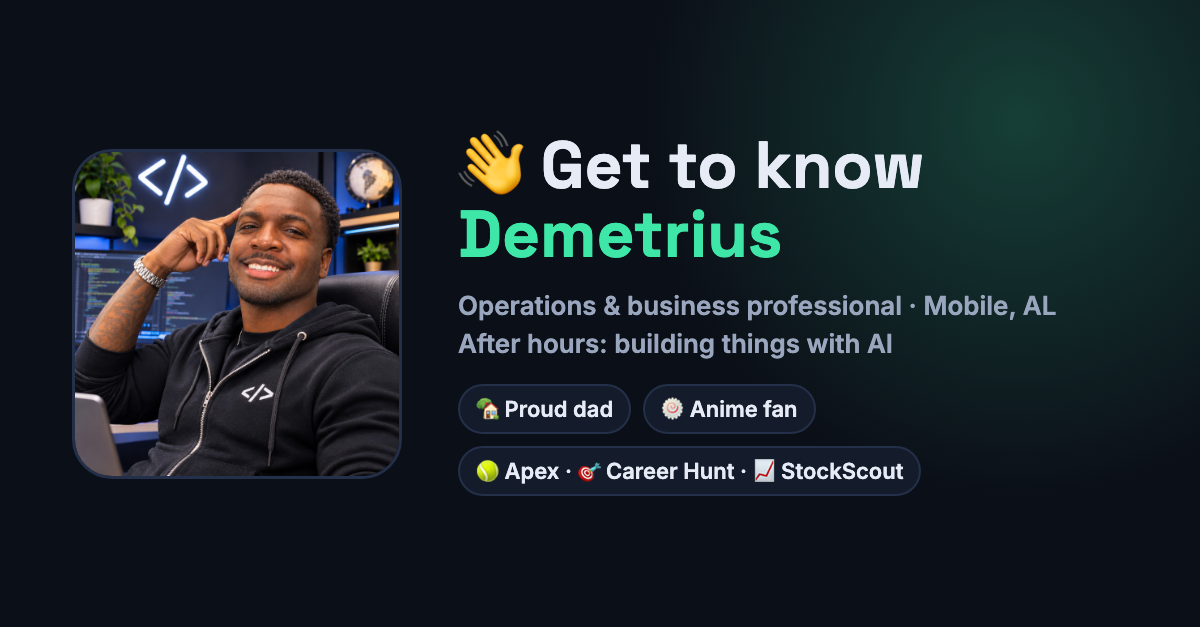 👋 Get to know
Demetrius
Operations & business professional · Mobile, AL
After hours: building things with AI
🏡 Proud dad
🍥 Anime fan
🎾 Apex · 🎯 Career Hunt · 📈 StockScout
</>
</>